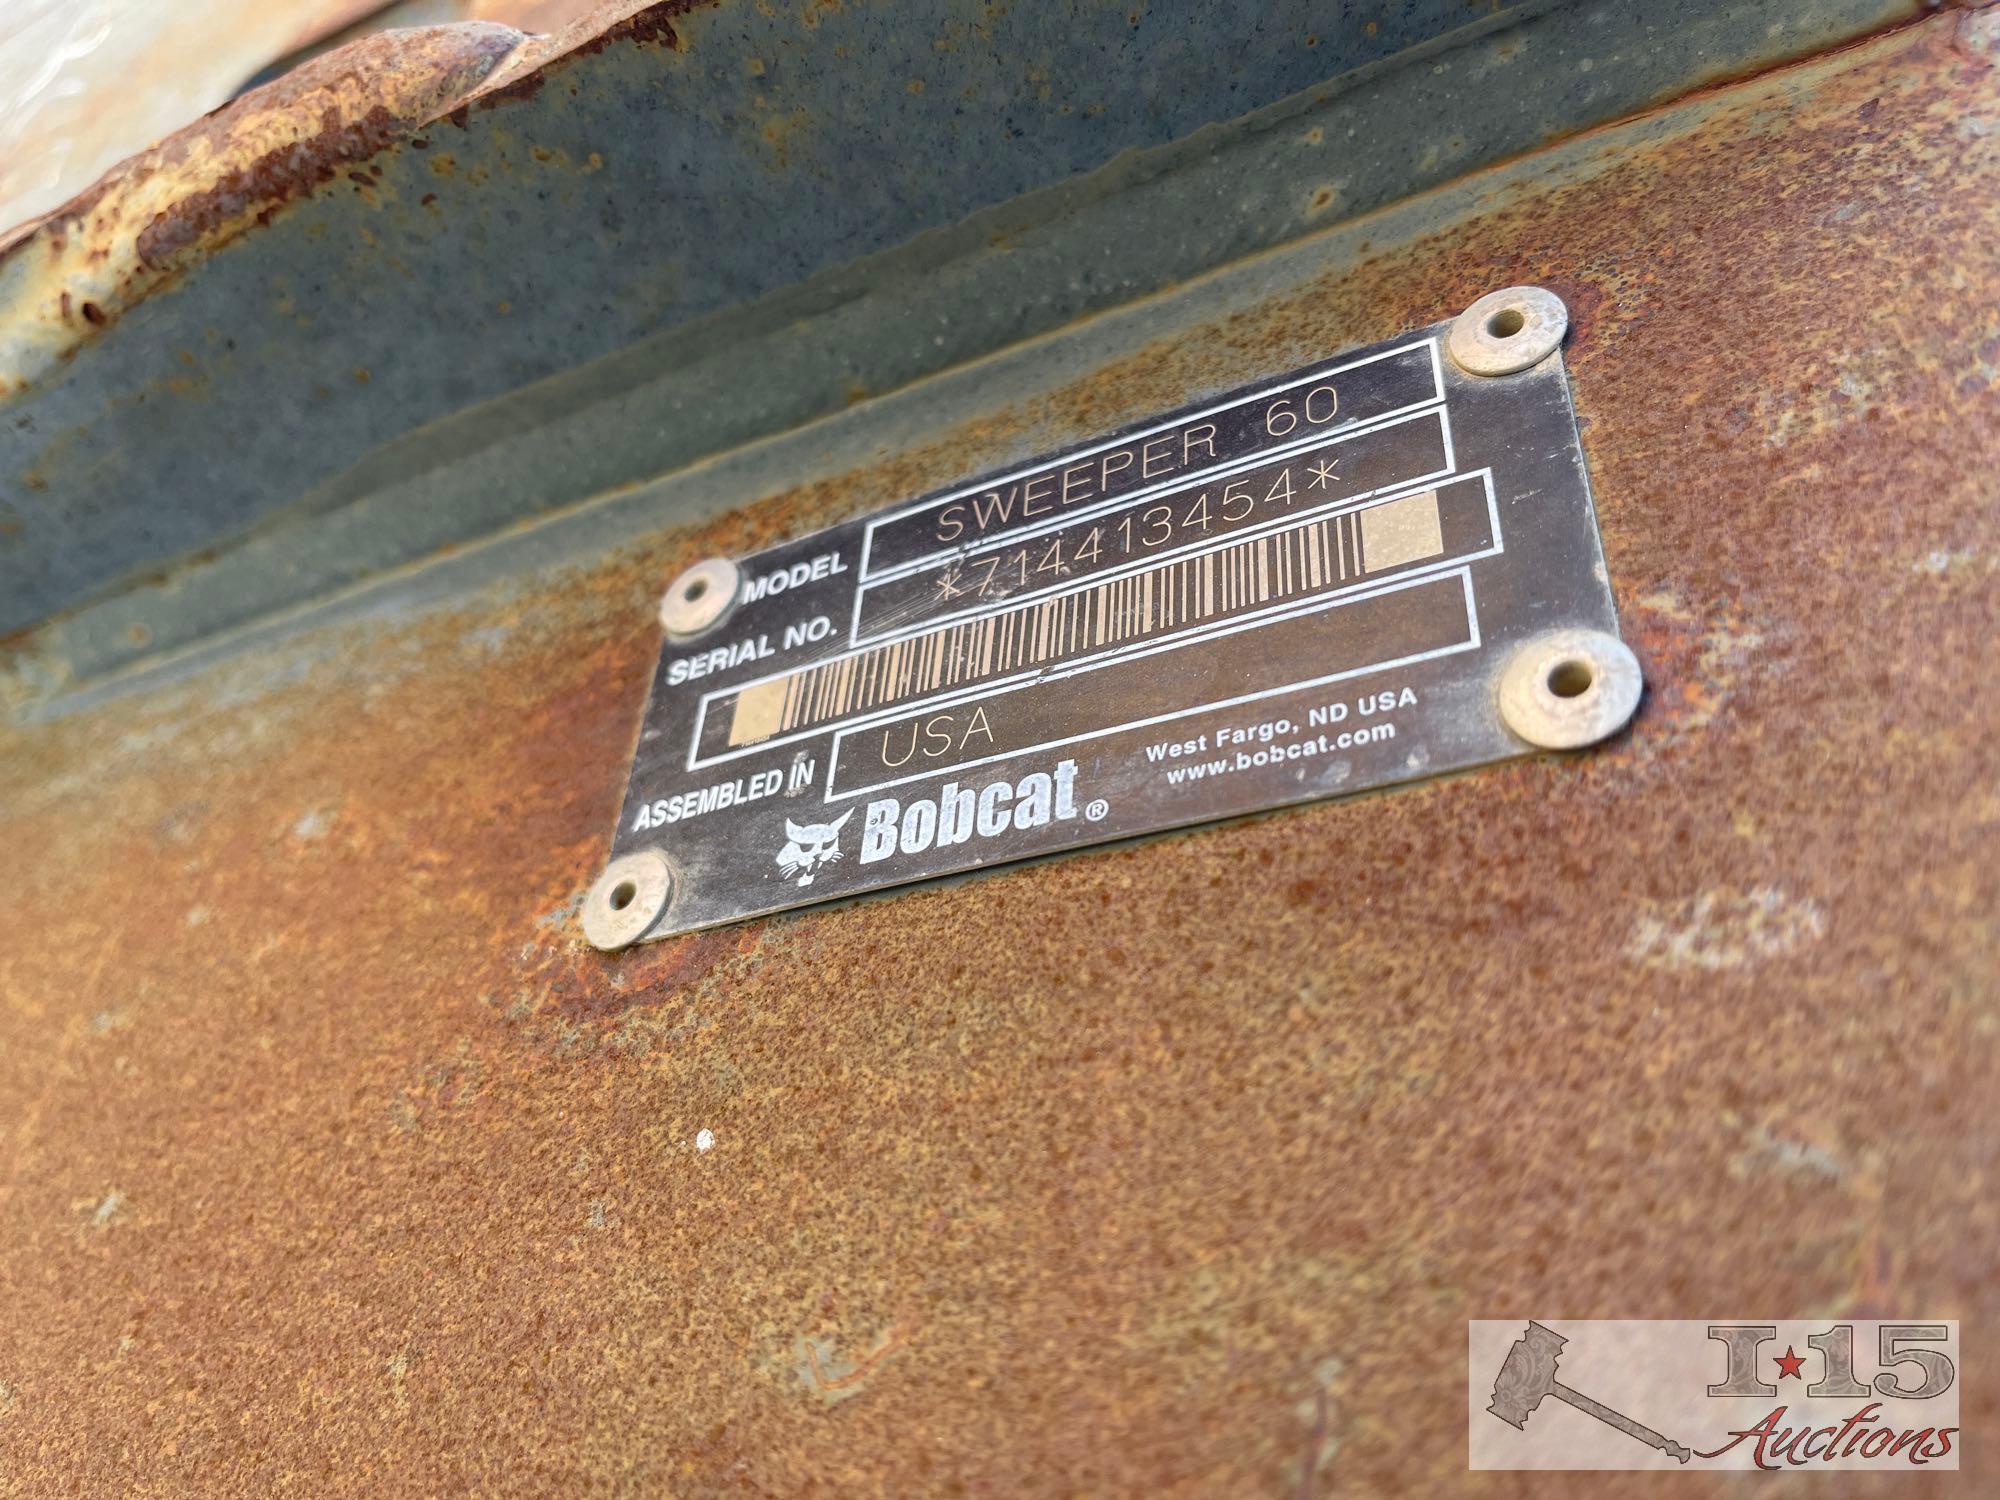 MODEL SWEEPER 60
SERIAL NO. *714413454*
ASSEMBLED IN USA
Bobcat®
West Fargo, ND USA
www.bobcat.com
I★15
Auctions